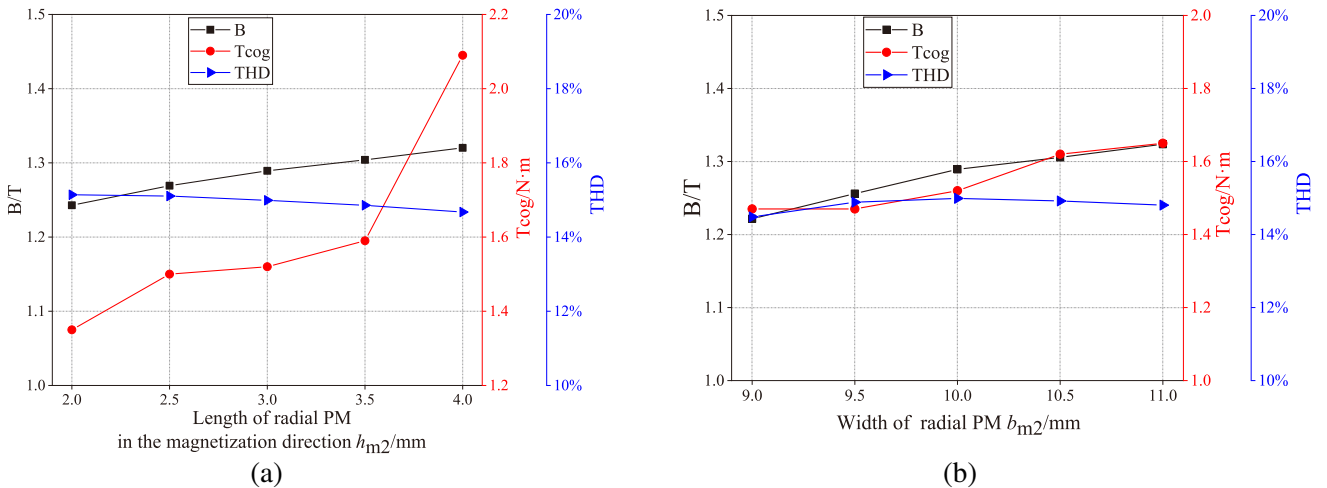 B
Tcog
THD
1.5
1.4
1.3
1.2
1.1
1.0
B/T
2.0
2.5
3.0
3.5
4.0
Length of radial PM
in the magnetization direction hm2/mm
2.2
2.0
1.8
1.6
1.4
1.2
Tcog/N·m
20%
18%
16%
14%
12%
10%
THD
(a)
B
Tcog
THD
1.5
1.4
1.3
1.2
1.1
1.0
B/T
9.0
9.5
10.0
10.5
11.0
Width of radial PM bm2/mm
2.0
1.8
1.6
1.4
1.2
1.0
Tcog/N·m
20%
18%
16%
14%
12%
10%
THD
(b)